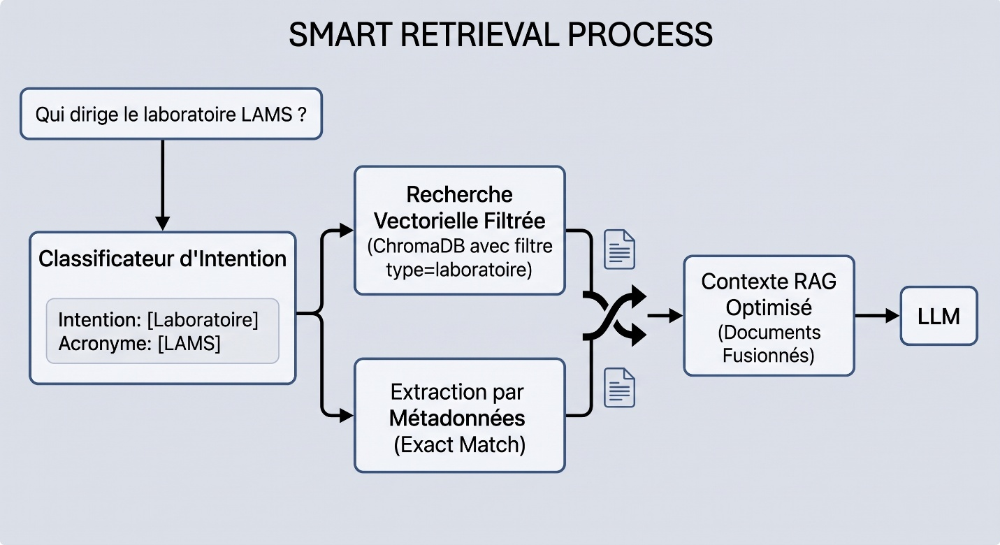 SMART RETRIEVAL PROCESS
Qui dirige le laboratoire LAMS ?
Classificateur d'Intention
Intention: [Laboratoire]
Acronyme: [LAMS]
Recherche
Vectorielle Filtrée
(ChromaDB avec filtre
type=laboratoire)
Extraction par
Métadonnées
(Exact Match)
Contexte RAG
Optimisé
(Documents
Fusionnés)
LLM